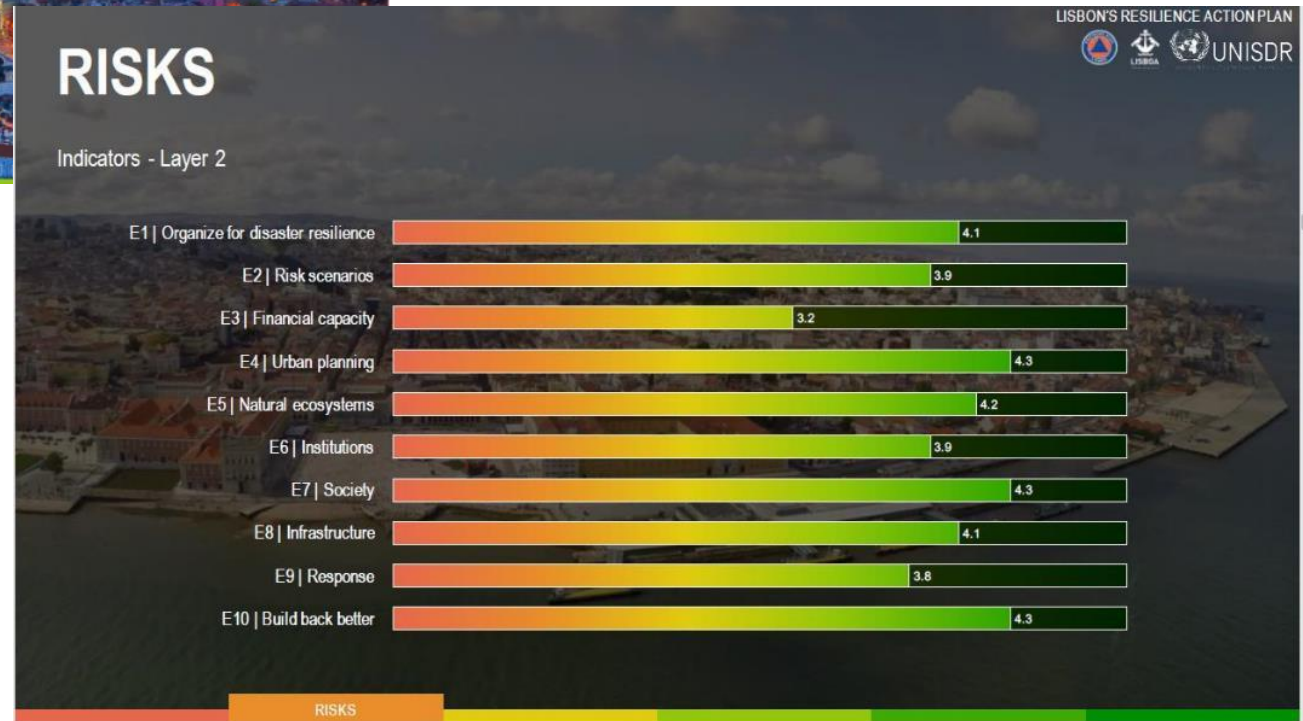 LISBON'S RESILIENCE ACTION PLAN
RISKS
LISBOA
UNISDR
Indicators - Layer 2
E1 | Organize for disaster resilience 4.1
E2 | Risk scenarios 3.9
E3 | Financial capacity 3.2
E4 | Urban planning 4.3
E5 | Natural ecosystems 4.2
E6 | Institutions 3.9
E7 | Society 4.3
E8 | Infrastructure 4.1
E9 | Response 3.8
E10 | Build back better 4.3
RISKS